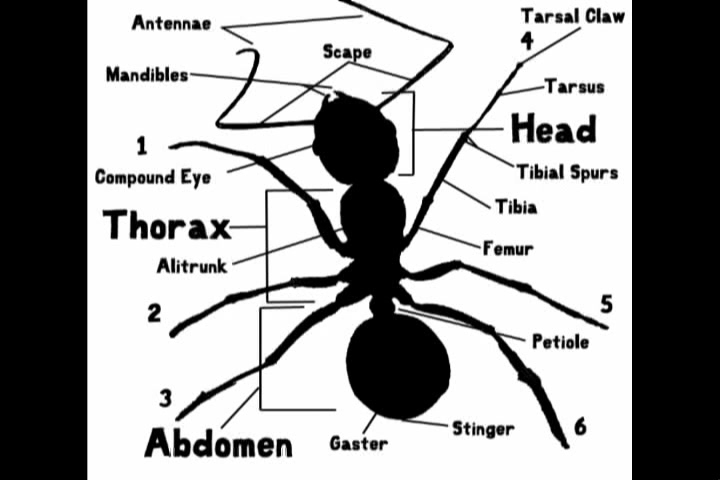 Antennae
Tarsal Claw
4
Scape
Mandibles
Tarsus
Head
1
Compound Eye
Tibial Spurs
Tibia
Thorax
Femur
Alitrunk
2
5
Petiole
3
Abdomen
Gaster
Stinger
6